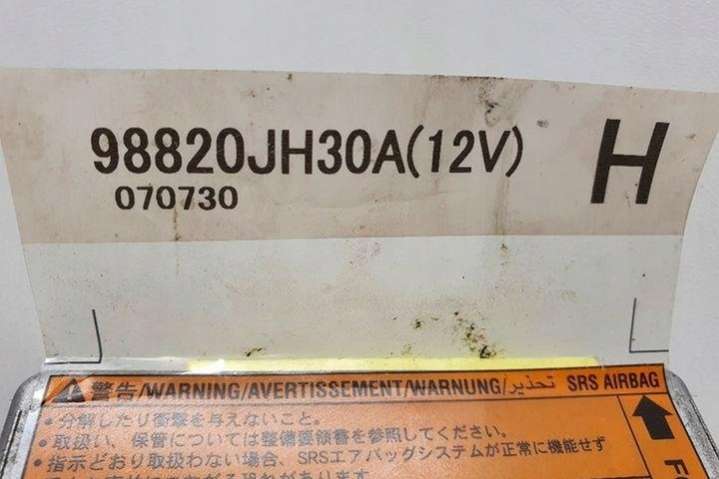 98820JH30A(12V) H
070730
警告/WARNING/AVERTISSEMENT/WARNUNG/تحذير SRS AIRBAG
・分解したり衝撃を与えないこと。
・取扱い、保管については整備要領書を参照してください。
・指示どおり取扱わない場合、SRSエアバッグシステムが正常に機能せず